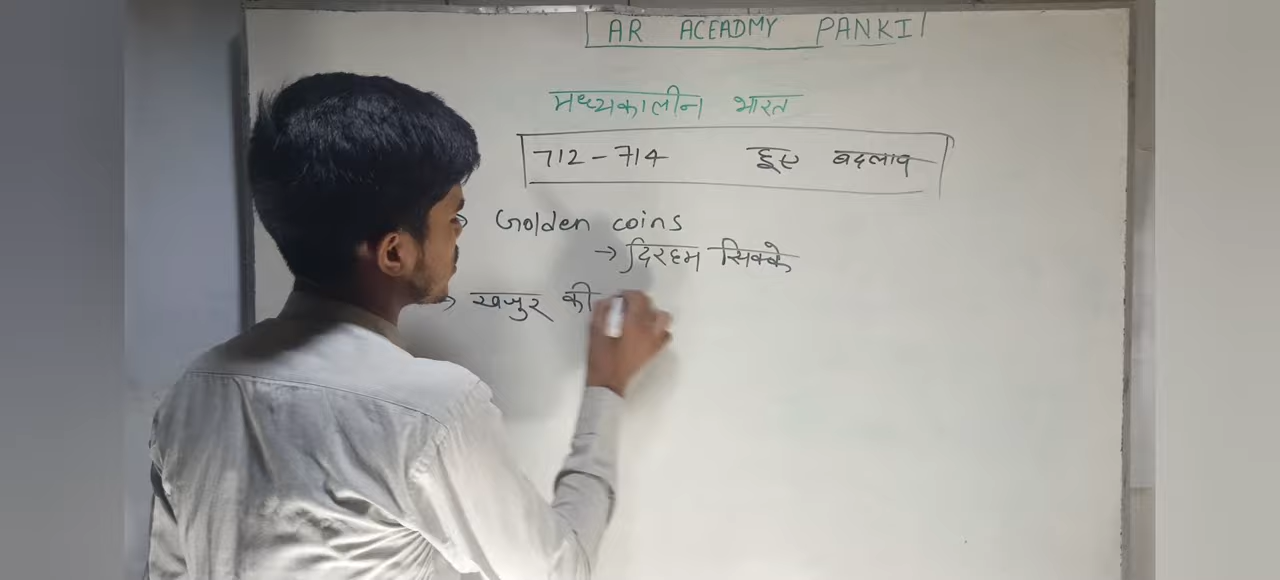 AR ACEADMY PANKI
मध्यकालीन भारत
712 - 714 हुए बदलाव
Golden coins
→ दिरहम सिक्के
→ खजुर की